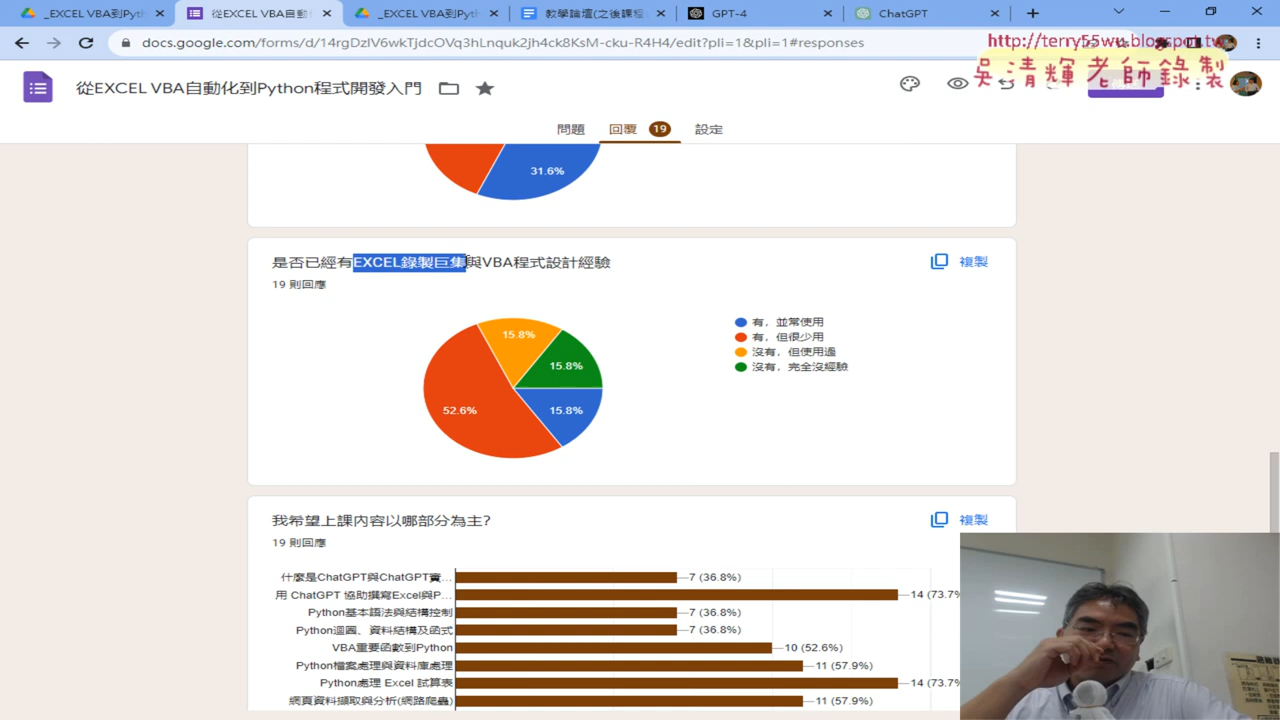 _EXCEL VBA到Pyt
從EXCEL VBA自動
_EXCEL VBA到Pyt
教學論壇(之後課程
GPT-4
ChatGPT
docs.google.com/forms/d/14rgDzIV6wkTjdcOVq3hLnquk2jh4ck8KsM-cku-R4H4/edit?pli=1&pli=1#responses
http://terry55wu.blogspot.tw
吳清輝老師錄製
從EXCEL VBA自動化到Python程式開發入門
問題 回覆 19 設定
31.6%
是否已經有EXCEL錄製巨集與VBA程式設計經驗
複製
19 則回應
15.8%
15.8%
52.6%
15.8%
有，並常使用
有，但很少用
沒有，但使用過
沒有，完全沒經驗
我希望上課內容以哪部分為主?
複製
19 則回應
什麼是ChatGPT與ChatGPT實... 7 (36.8%)
用 ChatGPT 協助撰寫Excel與P... 14 (73.7%
Python基本語法與結構控制 7 (36.8%)
Python迴圈、資料結構及函式 7 (36.8%)
VBA重要函數到Python 10 (52.6%)
Python檔案處理與資料庫處理 11 (57.9%)
Python處理 Excel 試算表 14 (73.7%
網頁資料擷取與分析(網路爬蟲) 11 (57.9%)